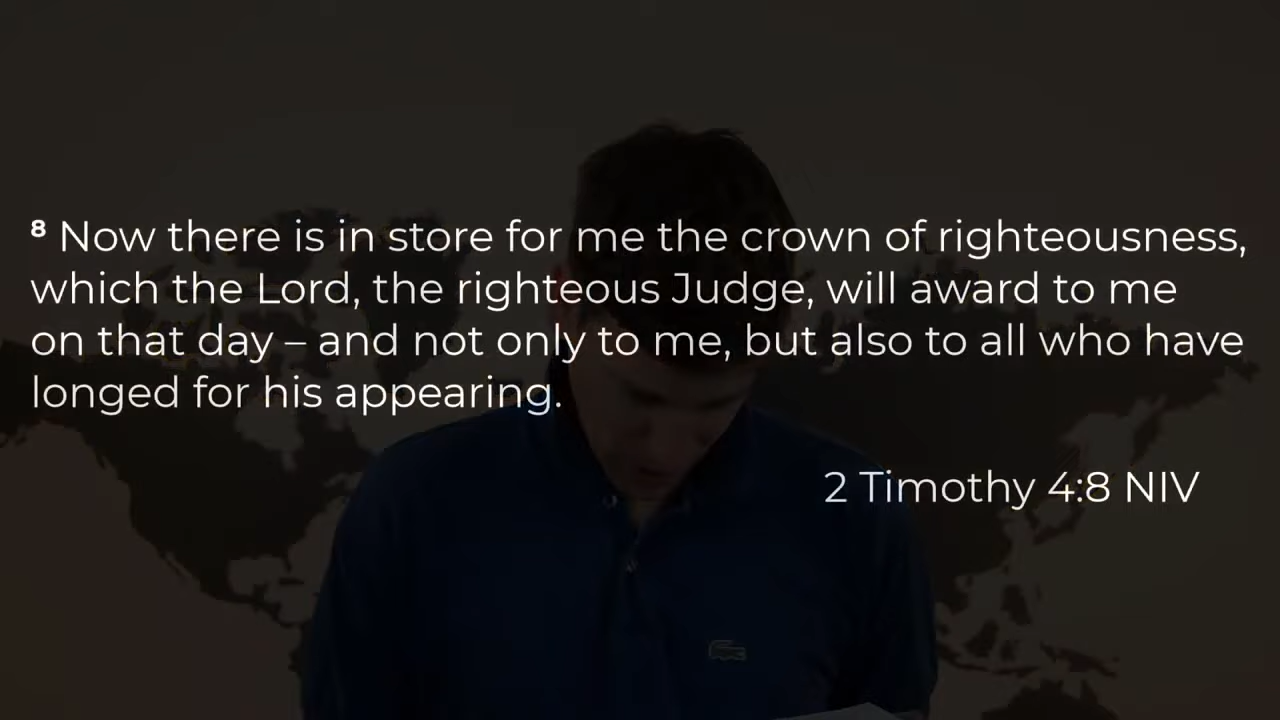 ⁸ Now there is in store for me the crown of righteousness,
which the Lord, the righteous Judge, will award to me
on that day – and not only to me, but also to all who have
longed for his appearing.
2 Timothy 4:8 NIV